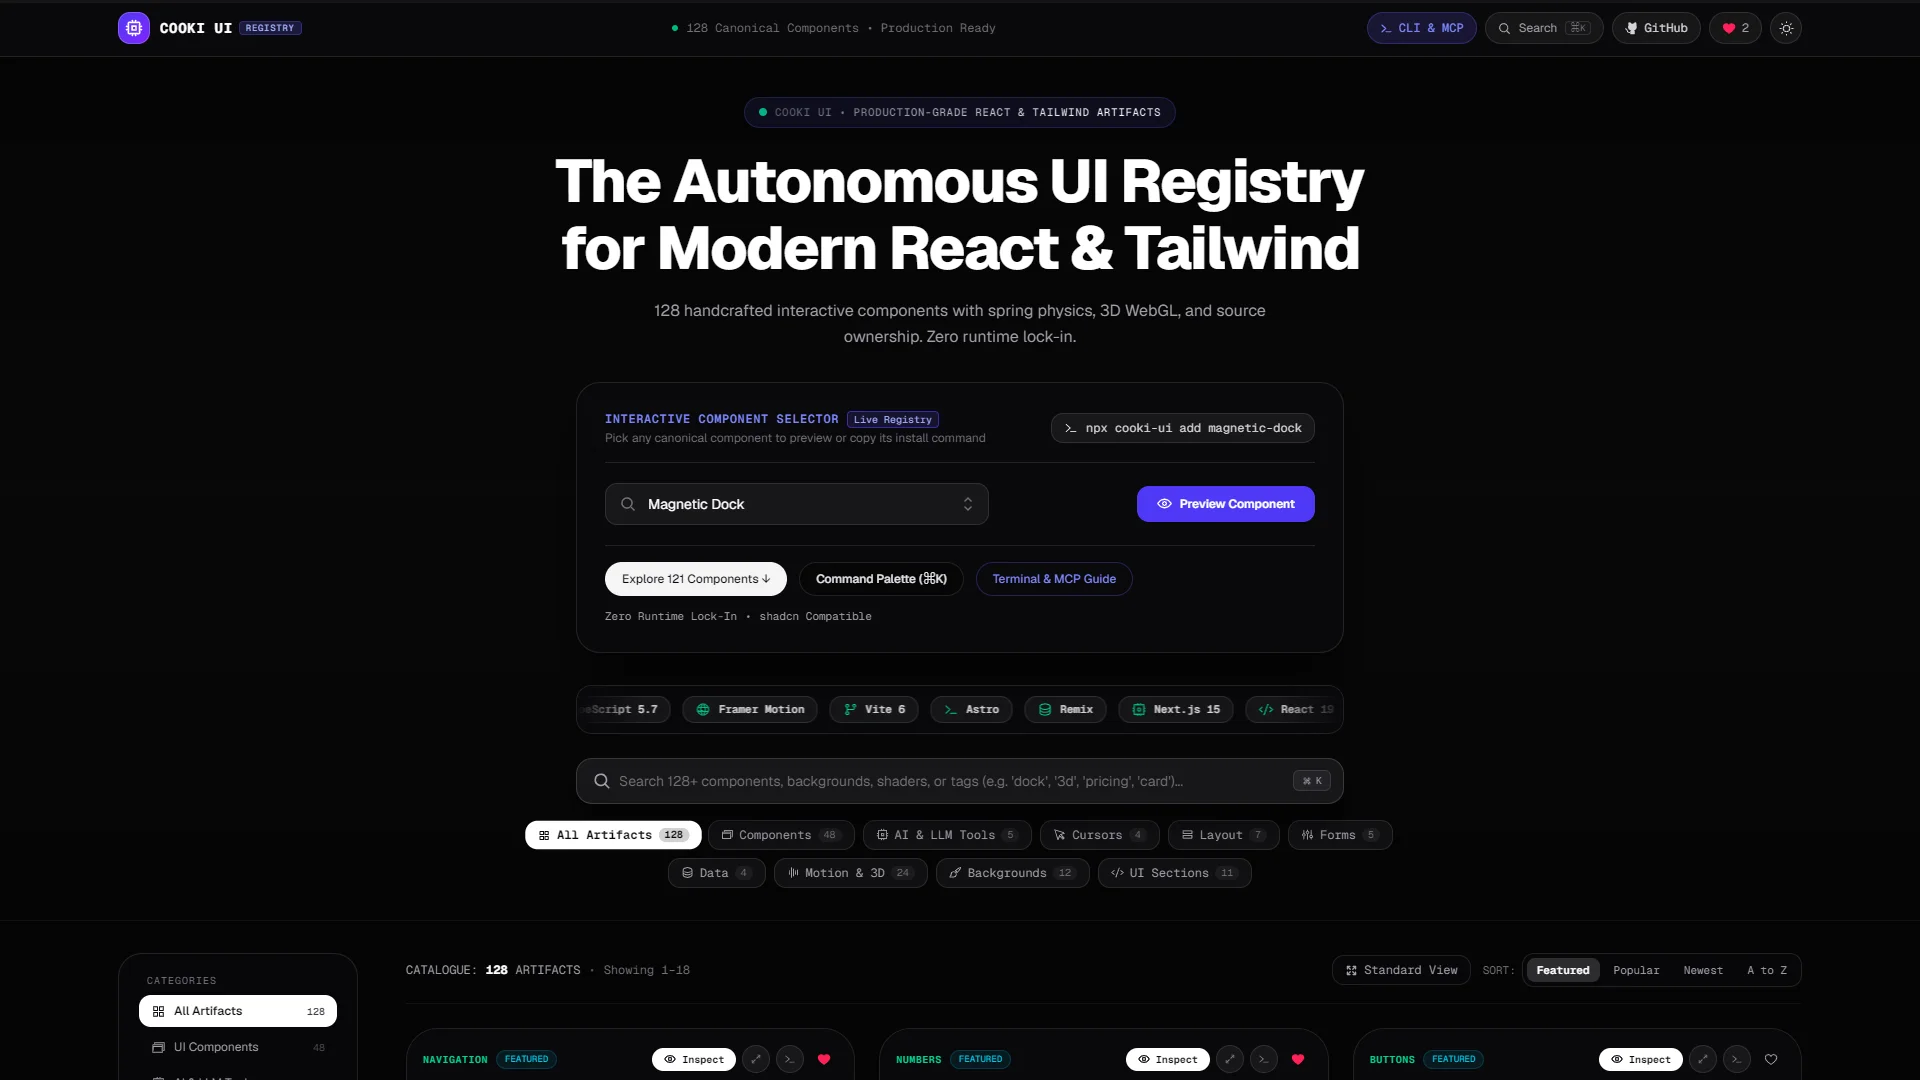 COOKI UI REGISTRY
128 Canonical Components • Production Ready
>_ CLI & MCP
Search ⌘K
GitHub
2
COOKI UI • PRODUCTION-GRADE REACT & TAILWIND ARTIFACTS
The Autonomous UI Registry
for Modern React & Tailwind
128 handcrafted interactive components with spring physics, 3D WebGL, and source
ownership. Zero runtime lock-in.
INTERACTIVE COMPONENT SELECTOR Live Registry
Pick any canonical component to preview or copy its install command
>_ npx cooki-ui add magnetic-dock
Magnetic Dock
Preview Component
Explore 121 Components ↓
Command Palette (⌘K)
Terminal & MCP Guide
Zero Runtime Lock-In • shadcn Compatible
eScript 5.7
Framer Motion
Vite 6
Astro
Remix
Next.js 15
React 19
Search 128+ components, backgrounds, shaders, or tags (e.g. 'dock', '3d', 'pricing', 'card')...
⌘ K
All Artifacts 128
Components 48
AI & LLM Tools 5
Cursors 4
Layout 7
Forms 5
Data 4
Motion & 3D 24
Backgrounds 12
UI Sections 11
CATEGORIES
All Artifacts 128
UI Components 48
CATALOGUE: 128 ARTIFACTS · Showing 1–18
Standard View
SORT:
Featured
Popular
Newest
A to Z
NAVIGATION FEATURED
Inspect
NUMBERS FEATURED
Inspect
BUTTONS FEATURED
Inspect